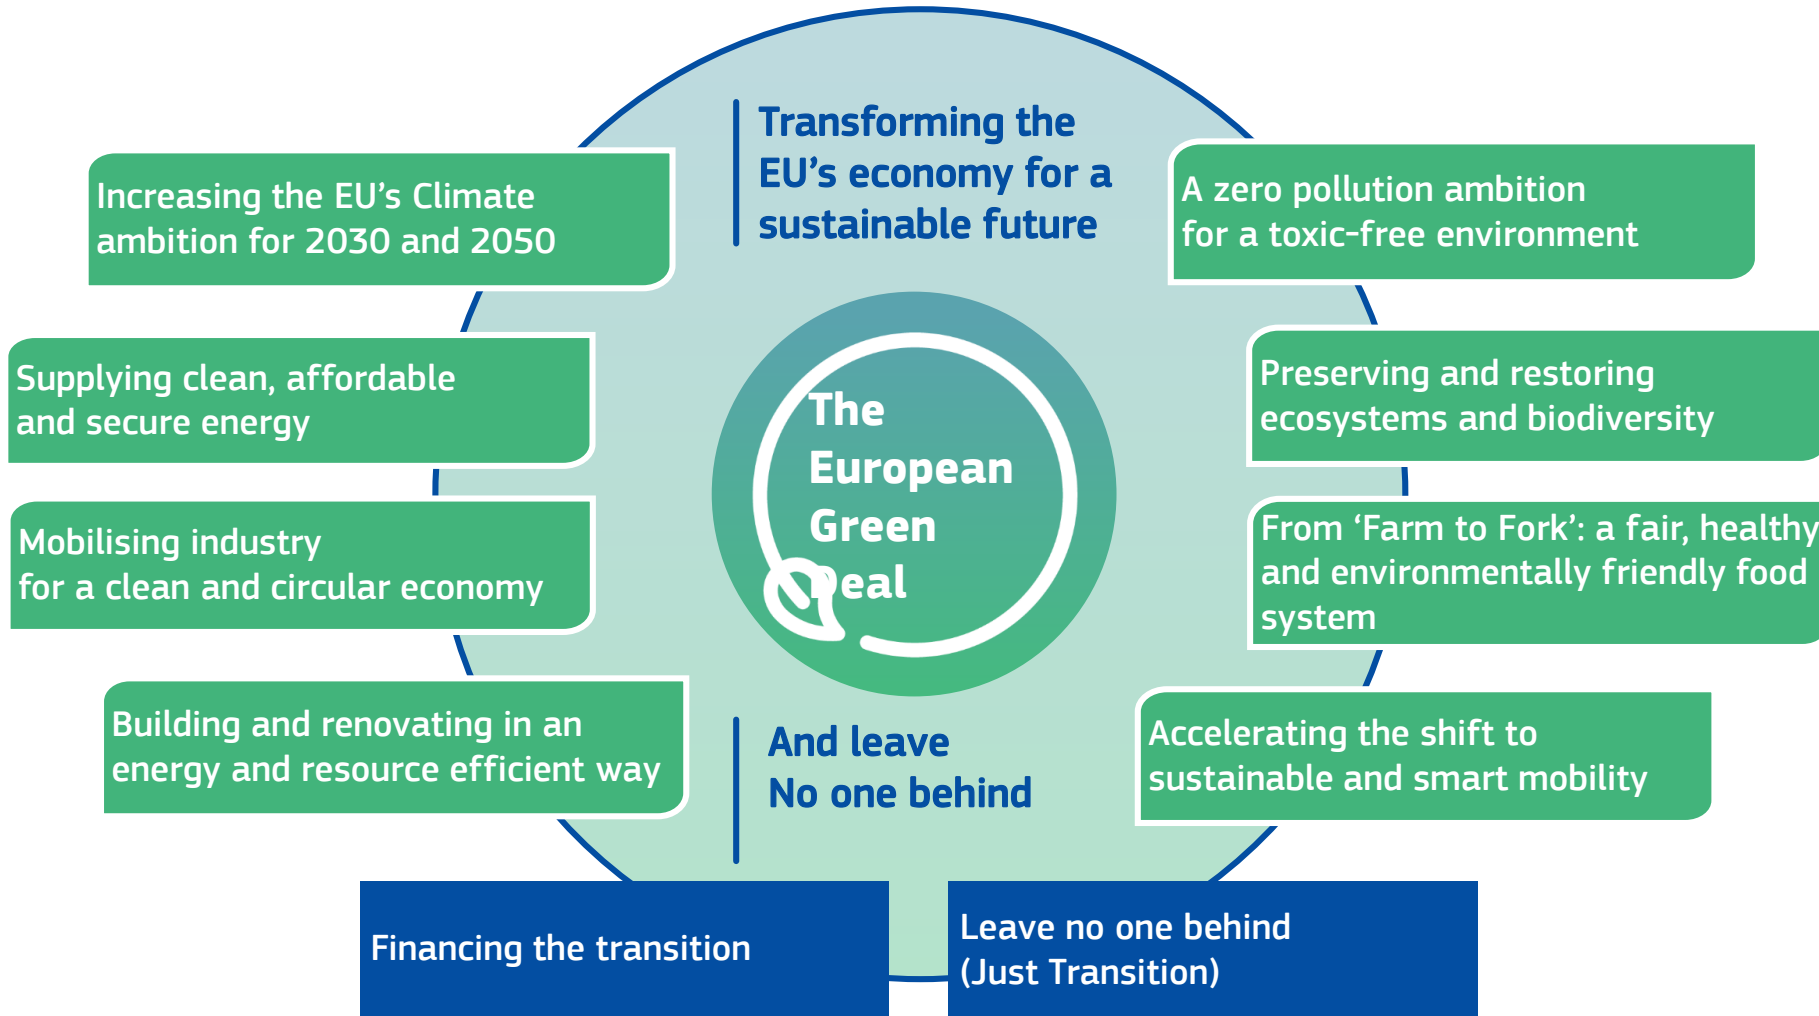 Transforming the
EU’s economy for a
sustainable future
Increasing the EU’s Climate
ambition for 2030 and 2050
Supplying clean, affordable
and secure energy
Mobilising industry
for a clean and circular economy
Building and renovating in an
energy and resource efficient way
The
European
Green
Deal
A zero pollution ambition
for a toxic-free environment
Preserving and restoring
ecosystems and biodiversity
From ‘Farm to Fork’: a fair, healthy
and environmentally friendly food
system
Accelerating the shift to
sustainable and smart mobility
And leave
No one behind
Financing the transition
Leave no one behind
(Just Transition)